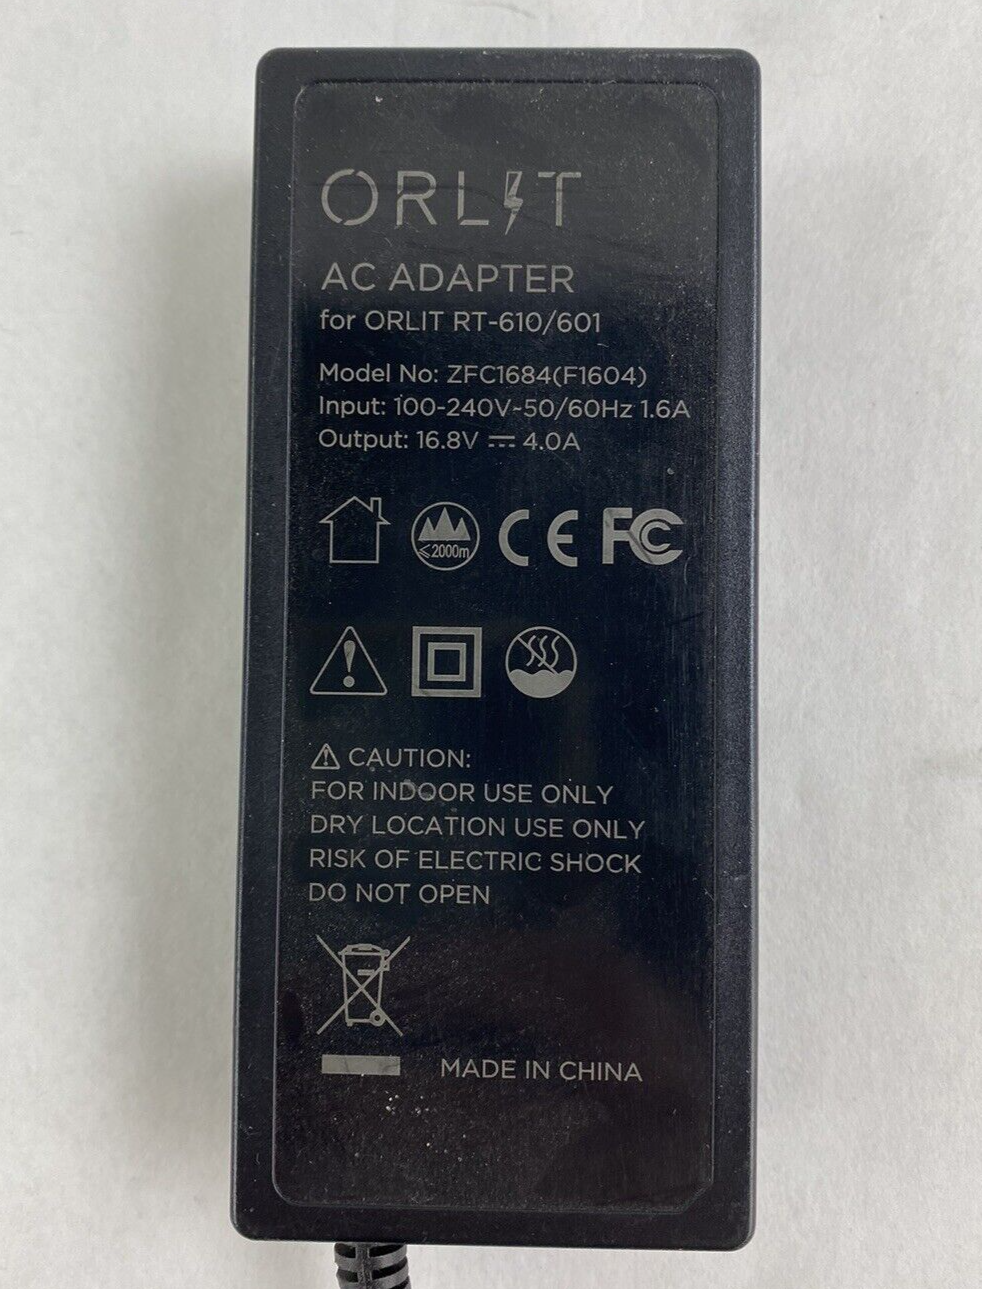 ORLIT
AC ADAPTER
for ORLIT RT-610/601
Model No: ZFC1684(F1604)
Input: 100-240V~50/60Hz 1.6A
Output: 16.8V ⎓ 4.0A
≤2000m CE FC
⚠ CAUTION:
FOR INDOOR USE ONLY
DRY LOCATION USE ONLY
RISK OF ELECTRIC SHOCK
DO NOT OPEN
MADE IN CHINA